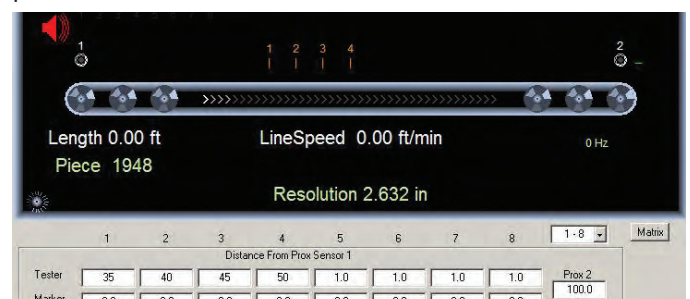 1 2
1 2 3 4
Length 0.00 ft LineSpeed 0.00 ft/min 0 Hz
Piece 1948
Resolution 2.632 in
1 2 3 4 5 6 7 8 1 - 8 Matrix
Distance From Prox Sensor 1
Tester 35 40 45 50 1.0 1.0 1.0 1.0 Prox 2
100.0